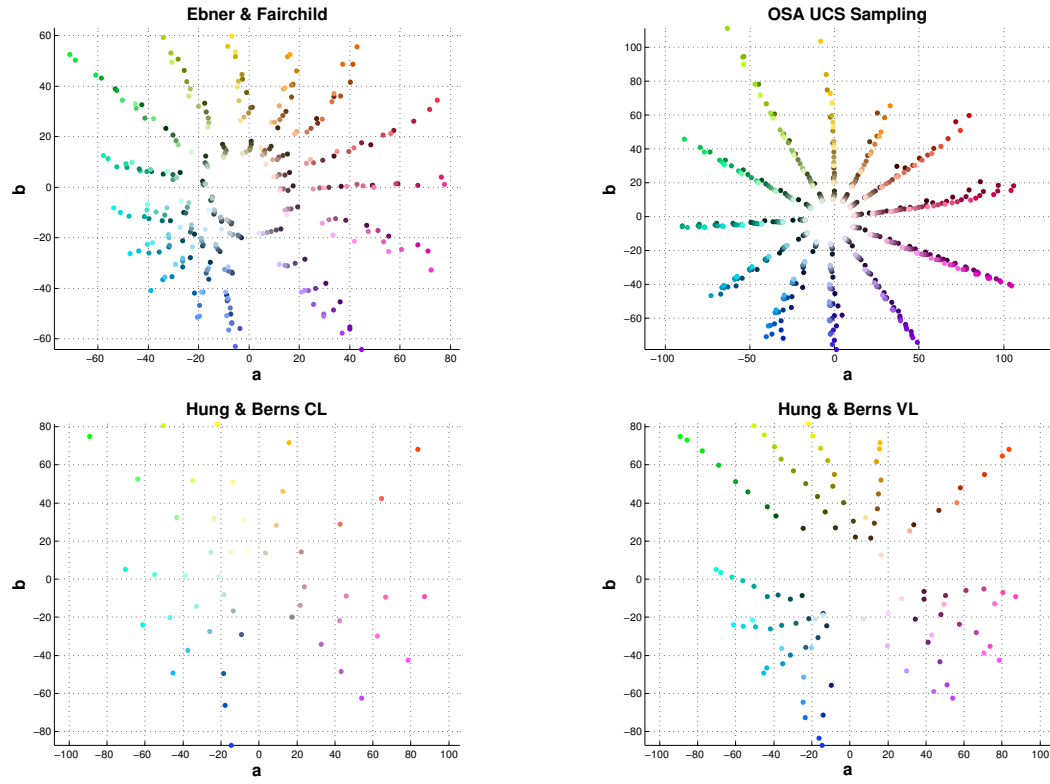 Ebner & Fairchild
60
40
20
0
−20
−40
−60
b
−60 −40 −20 0 20 40 60 80
a
OSA UCS Sampling
100
80
60
40
20
0
−20
−40
−60
b
−100 −50 0 50 100
a
Hung & Berns CL
80
60
40
20
0
−20
−40
−60
−80
b
−100 −80 −60 −40 −20 0 20 40 60 80 100
a
Hung & Berns VL
80
60
40
20
0
−20
−40
−60
−80
b
−100 −80 −60 −40 −20 0 20 40 60 80 100
a